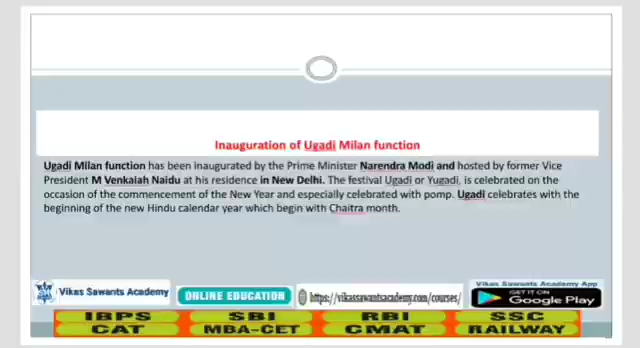 Inauguration of Ugadi Milan function
Ugadi Milan function has been inaugurated by the Prime Minister Narendra Modi and hosted by former Vice
President M Venkaiah Naidu at his residence in New Delhi. The festival Ugadi or Yugadi, is celebrated on the
occasion of the commencement of the New Year and especially celebrated with pomp. Ugadi celebrates with the
beginning of the new Hindu calendar year which begin with Chaitra month.
Vikas Sawants Academy
ONLINE EDUCATION
https://vikassawantsacademy.com/courses/
Vikas Sawants Academy App
GET IT ON
Google Play
IBPS SBI RBI SSC
CAT MBA-CET CMAT RAILWAY